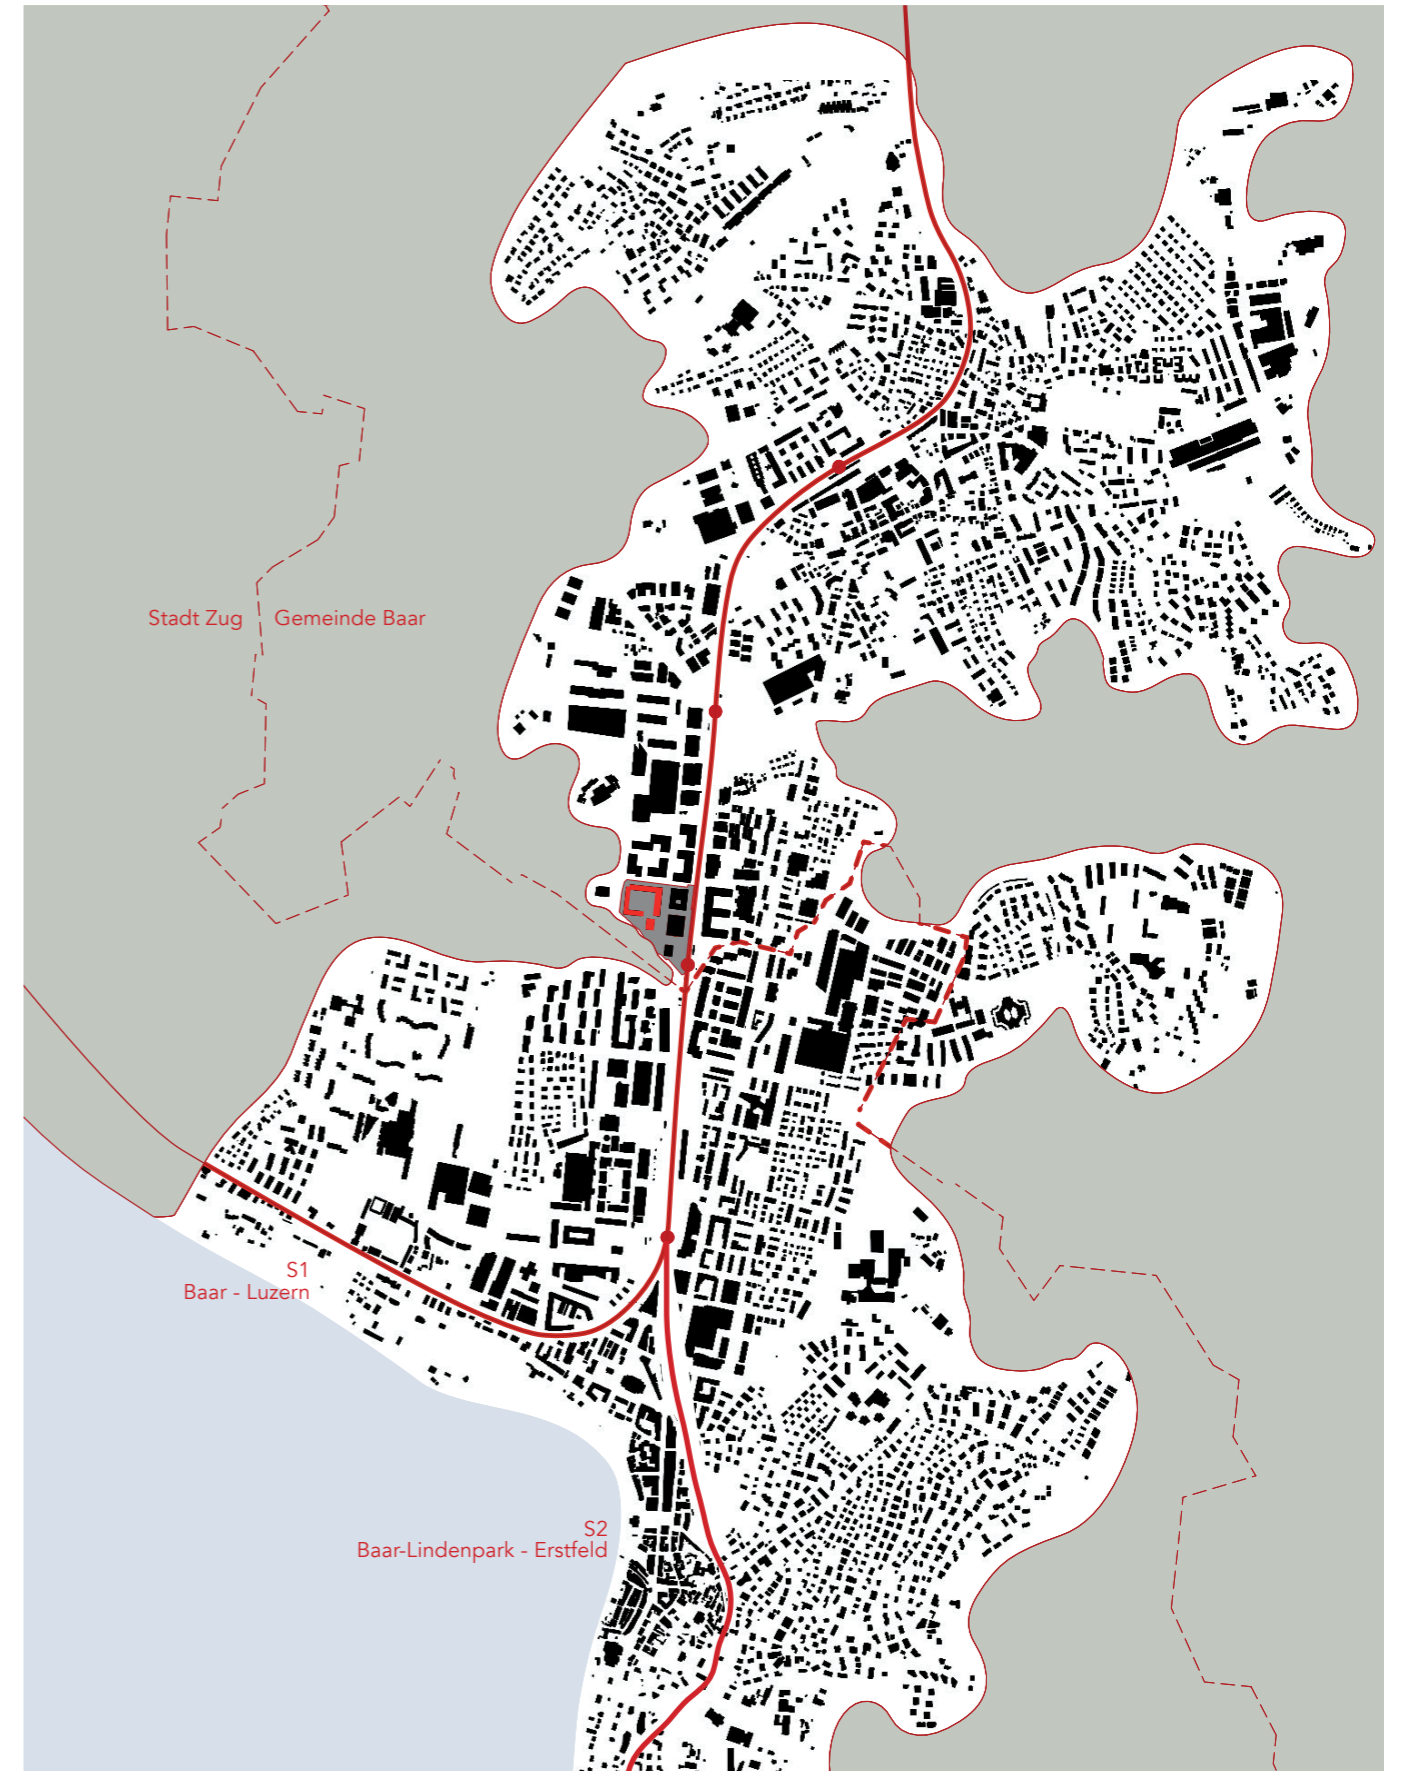 Stadt Zug
Gemeinde Baar
S1
Baar - Luzern
S2
Baar-Lindenpark - Erstfeld